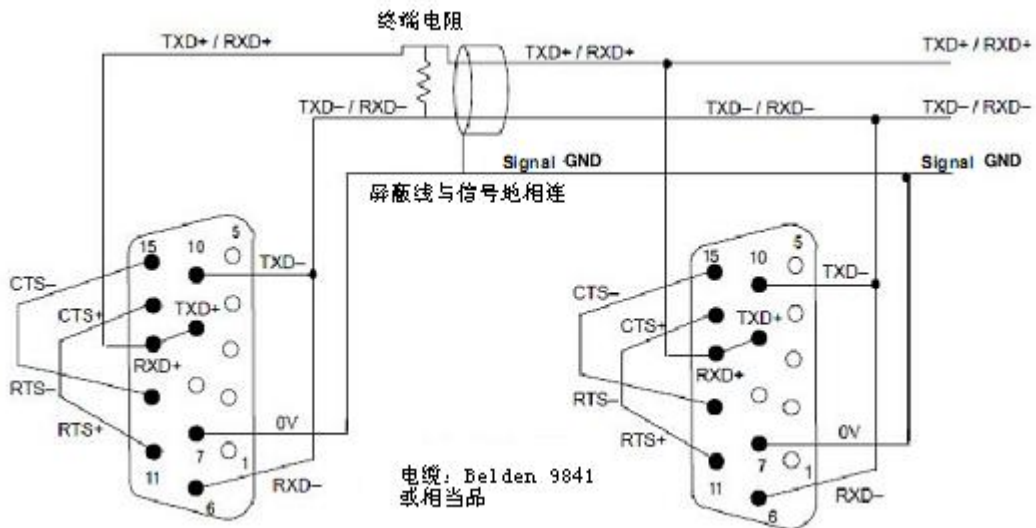 终端电阻
TXD+ / RXD+
TXD+ / RXD+
TXD+ / RXD+
TXD− / RXD−
TXD− / RXD−
TXD− / RXD−
Signal GND
Signal GND
屏蔽线与信号地相连
15
10
5
TXD−
CTS−
CTS+
TXD+
RXD+
RTS−
RTS+
0V
11
7
1
6
RXD−
电缆：Belden 9841
或相当品
15
10
5
TXD−
CTS−
CTS+
TXD+
RXD+
RTS−
RTS+
0V
11
7
1
6
RXD−